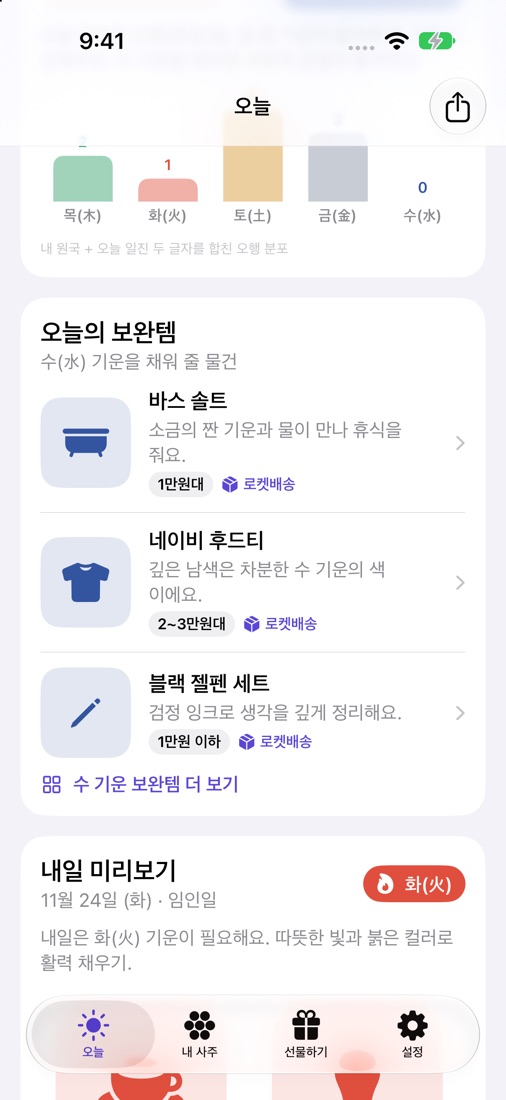 9:41
오늘
2
1
0
목(木)
화(火)
토(土)
금(金)
수(水)
내 원국 + 오늘 일진 두 글자를 합친 오행 분포
오늘의 보완템
수(水) 기운을 채워 줄 물건
바스 솔트
소금의 짠 기운과 물이 만나 휴식을
줘요.
1만원대
로켓배송
네이비 후드티
깊은 남색은 차분한 수 기운의 색
이에요.
2~3만원대
로켓배송
블랙 젤펜 세트
검정 잉크로 생각을 깊게 정리해요.
1만원 이하
로켓배송
수 기운 보완템 더 보기
내일 미리보기
화(火)
11월 24일 (화) · 임인일
내일은 화(火) 기운이 필요해요. 따뜻한 빛과 붉은 컬러로
활력 채우기.
오늘
내 사주
선물하기
설정